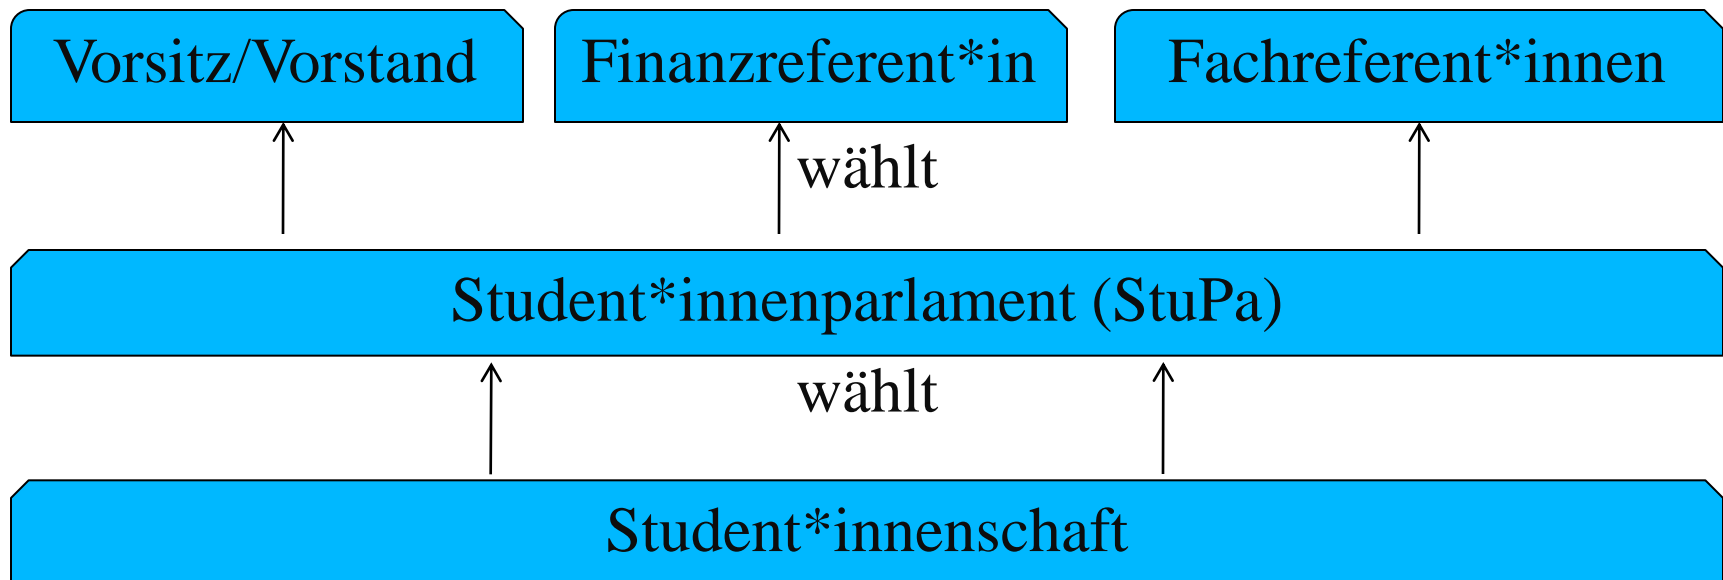 Vorsitz/Vorstand
Finanzreferent*in
Fachreferent*innen
wählt
Student*innenparlament (StuPa)
wählt
Student*innenschaft